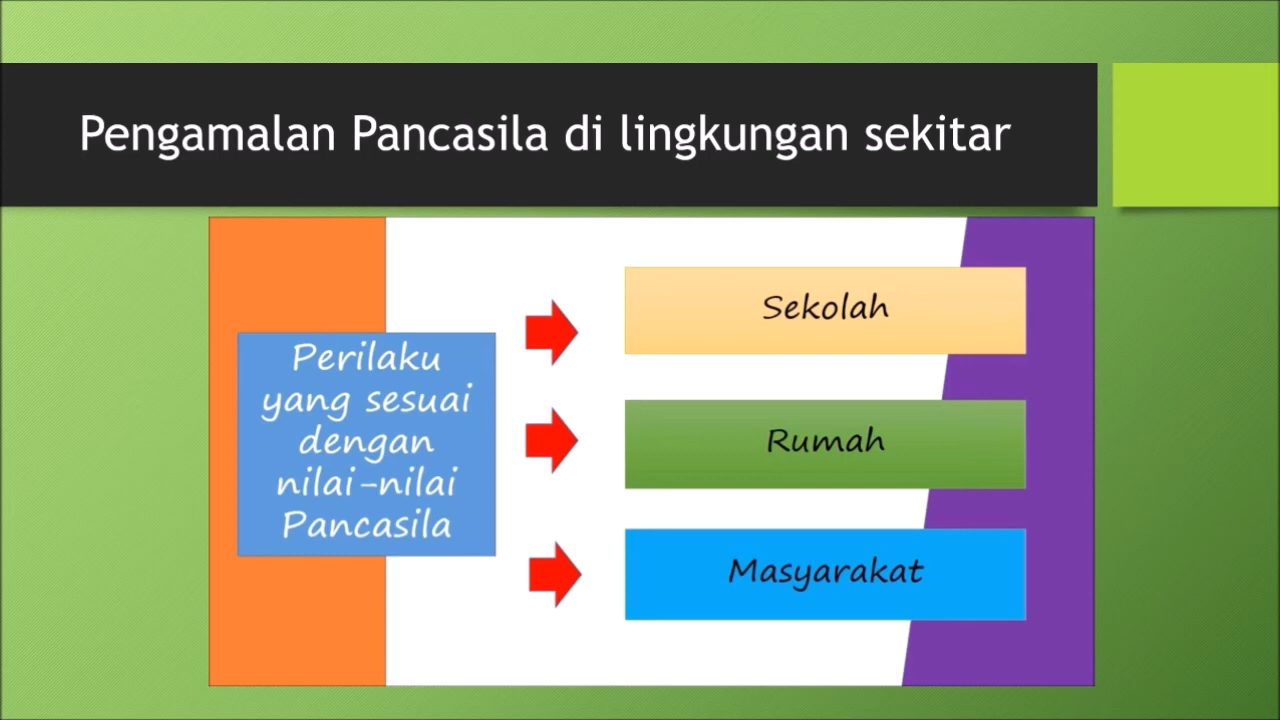 Pengamalan Pancasila di lingkungan sekitar
Perilaku
yang sesuai
dengan
nilai-nilai
Pancasila
Sekolah
Rumah
Masyarakat